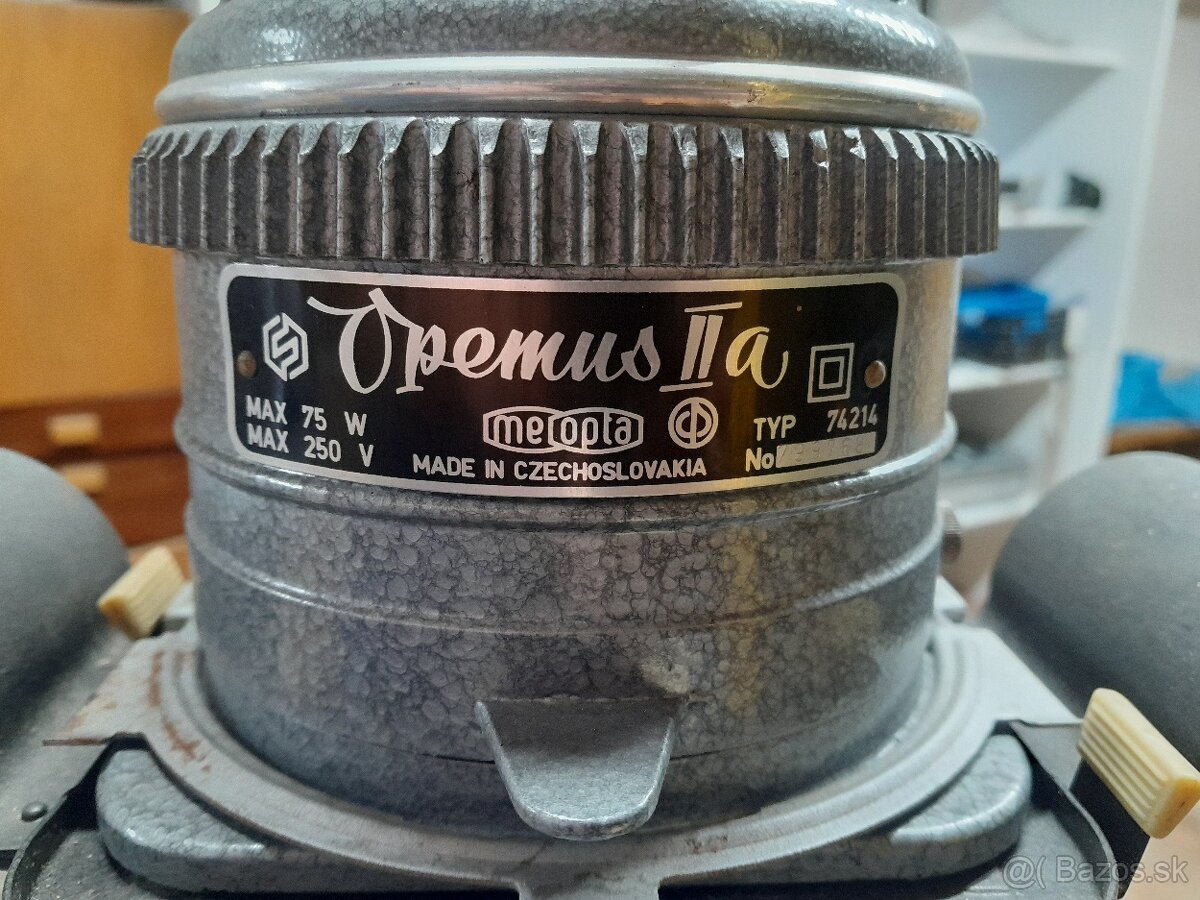 Opemus IIa
MAX 75 W
MAX 250 V
meopta
MADE IN CZECHOSLOVAKIA
TYP 74214
No
@( Bazos.sk